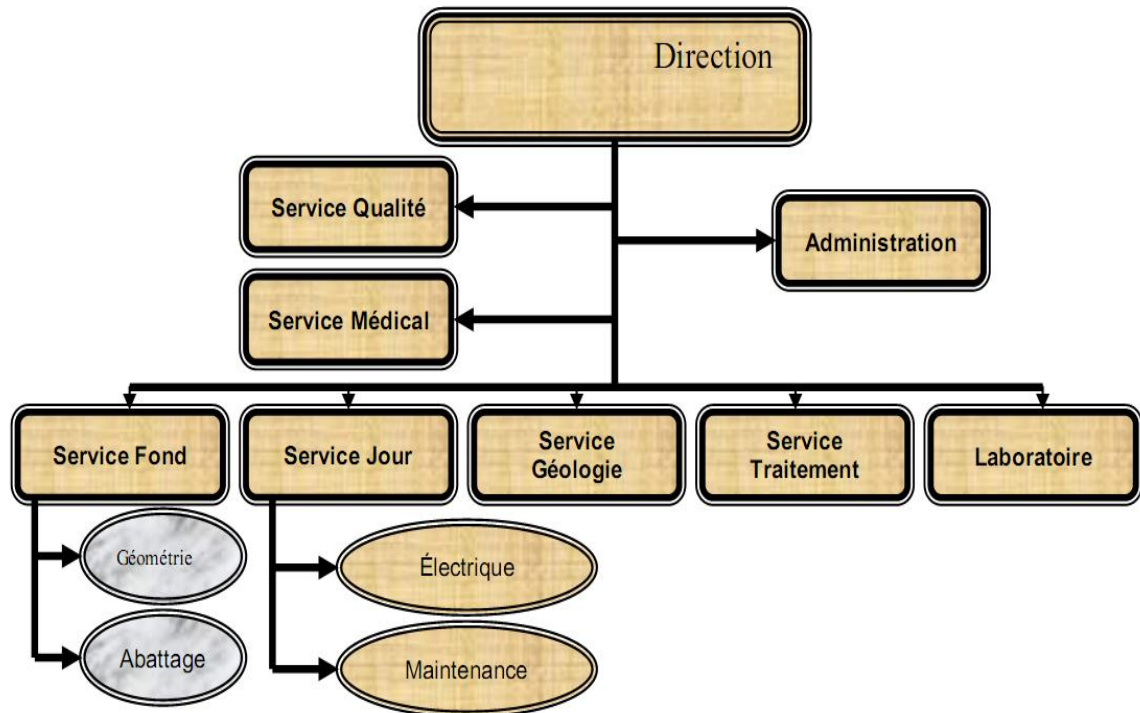 Direction
Service Qualité
Administration
Service Médical
Service Fond
Service Jour
Service
Géologie
Service
Traitement
Laboratoire
Géométrie
Électrique
Abattage
Maintenance